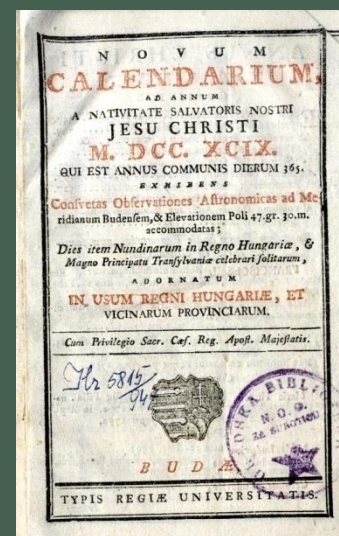 NOVUM
CALENDARIUM,
AD ANNUM
A NATIVITATE SALVATORIS NOSTRI
JESU CHRISTI
M. DCC. XCIX.
QUI EST ANNUS COMMUNIS DIERUM 365.
EXHIBENS
Consvetas Observationes Astronomicas ad Me-
ridianum Budensem, & Elevationem Poli 47. gr. 30. m.
accommodatas;
Dies item Nundinarum in Regno Hungariæ, &
Magno Principatu Transylvaniæ celebrari solitarum,
ADORNATUM
IN USUM REGNI HUNGARIÆ, ET
VICINARUM PROVINCIARUM.
Cum Privilegio Sacr. Cæs. Reg. Apost. Majestatis.
5815
BUDÆ
TYPIS REGIÆ UNIVERSITATIS.